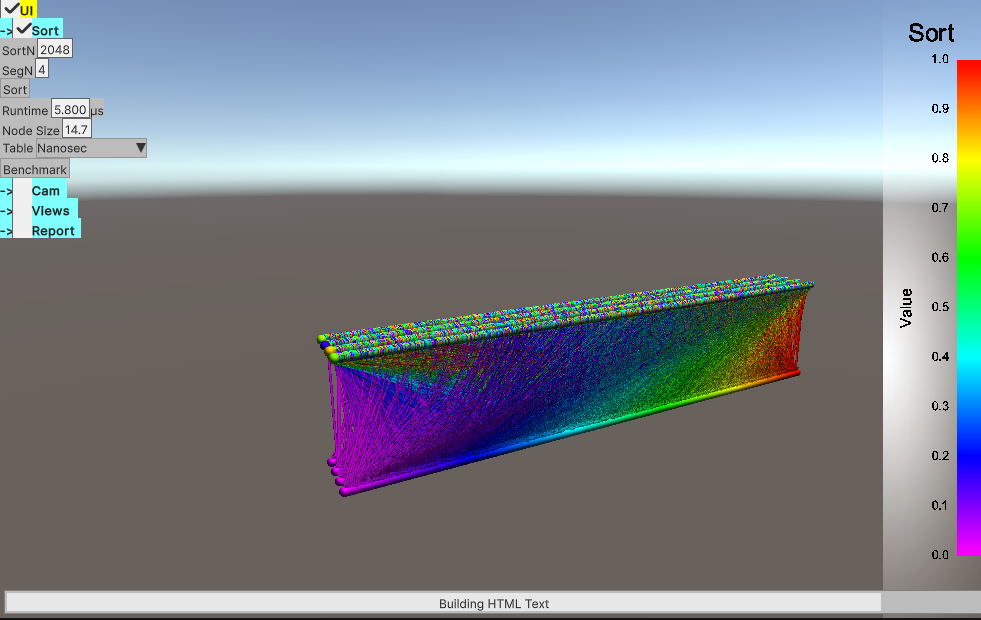 UI
-> Sort
SortN 2048
SegN 4
Sort
Runtime 5.800 µs
Node Size 14.7
Table Nanosec
Benchmark
-> Cam
-> Views
-> Report
Sort
1.0
0.9
0.8
0.7
0.6
0.5
0.4
0.3
0.2
0.1
0.0
Value
Building HTML Text